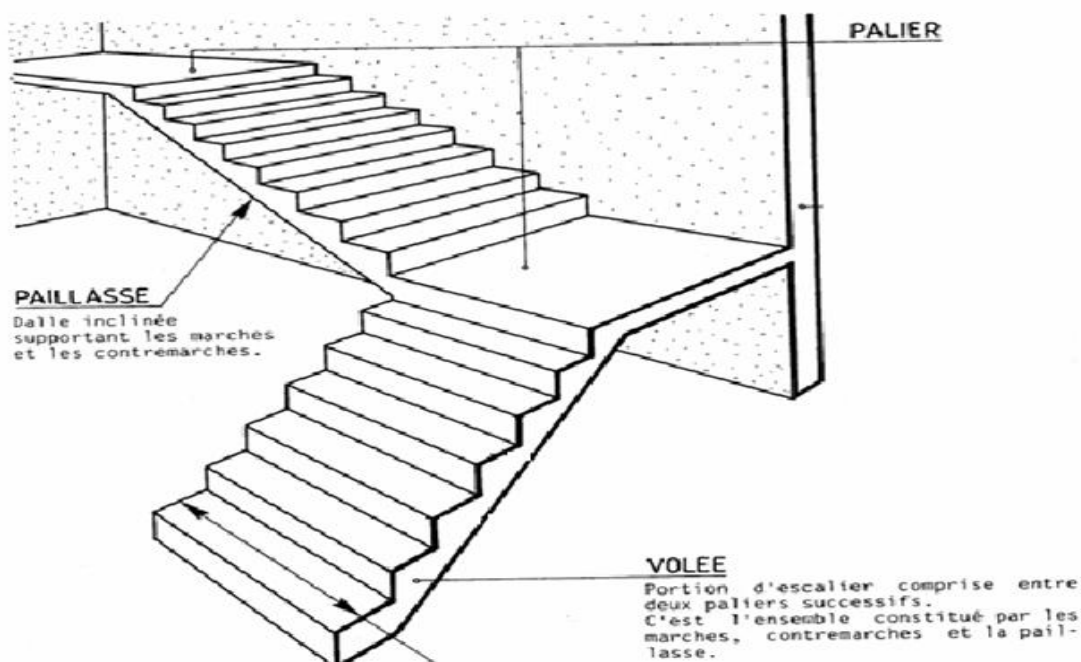 PALIER
PAILLASSE
Dalle inclinée
supportant les marches
et les contremarches.
VOLEE
Portion d'escalier comprise entre
deux paliers successifs.
C'est l'ensemble constitué par les
marches, contremarches et la pail-
lasse.